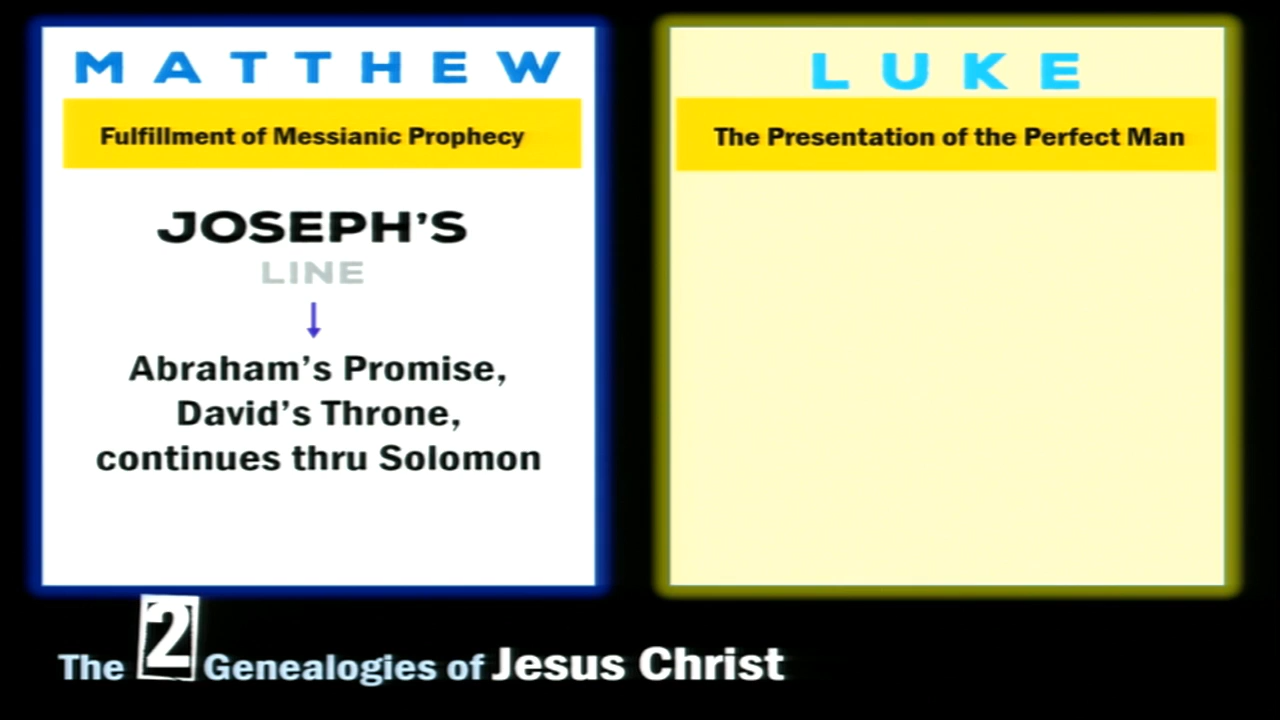 MATTHEW
Fulfillment of Messianic Prophecy
JOSEPH'S
LINE
Abraham's Promise,
David's Throne,
continues thru Solomon
LUKE
The Presentation of the Perfect Man
The 2 Genealogies of Jesus Christ